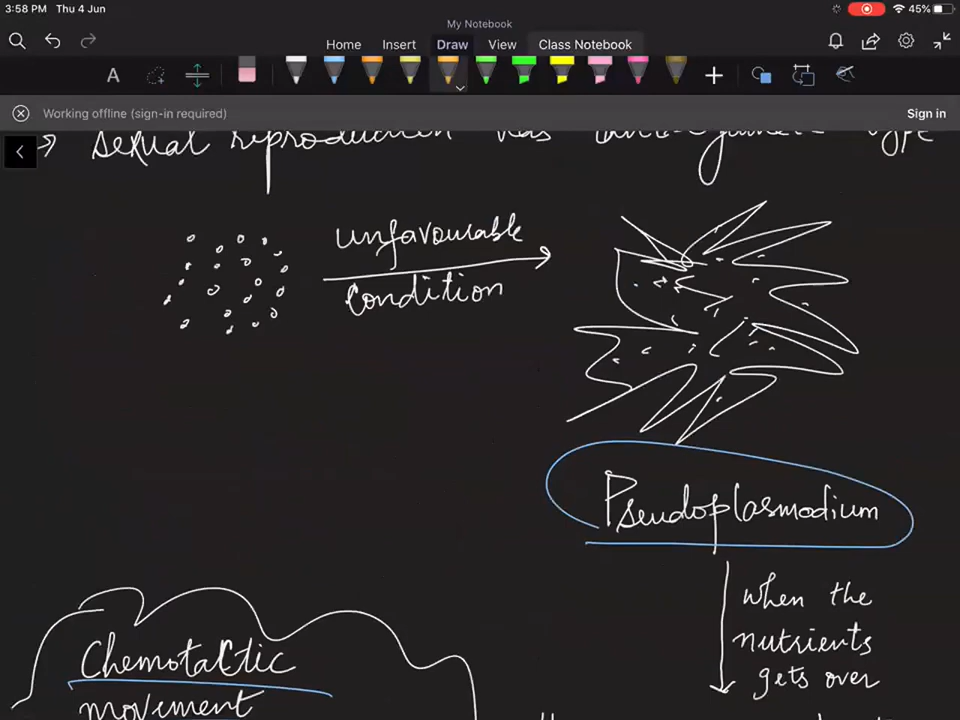 3:58 PM Thu 4 Jun
45%
My Notebook
Home Insert Draw View Class Notebook
A
Working offline (sign-in required)
Sign in
sexual reproduction type
unfavourable
condition
Pseudoplasmodium
when the
nutrients
gets over
Chemotactic
movement